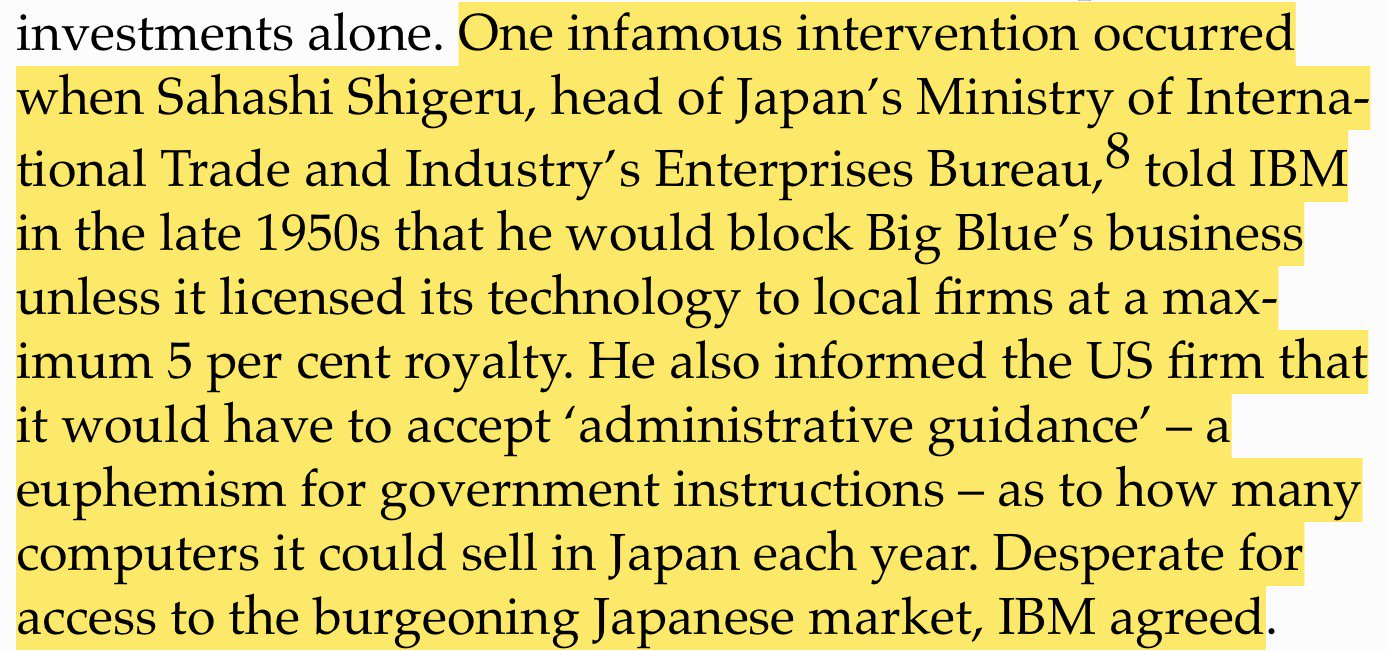 investments alone. One infamous intervention occurred
when Sahashi Shigeru, head of Japan’s Ministry of Interna-
tional Trade and Industry’s Enterprises Bureau,8 told IBM
in the late 1950s that he would block Big Blue’s business
unless it licensed its technology to local firms at a max-
imum 5 per cent royalty. He also informed the US firm that
it would have to accept ‘administrative guidance’ – a
euphemism for government instructions – as to how many
computers it could sell in Japan each year. Desperate for
access to the burgeoning Japanese market, IBM agreed.